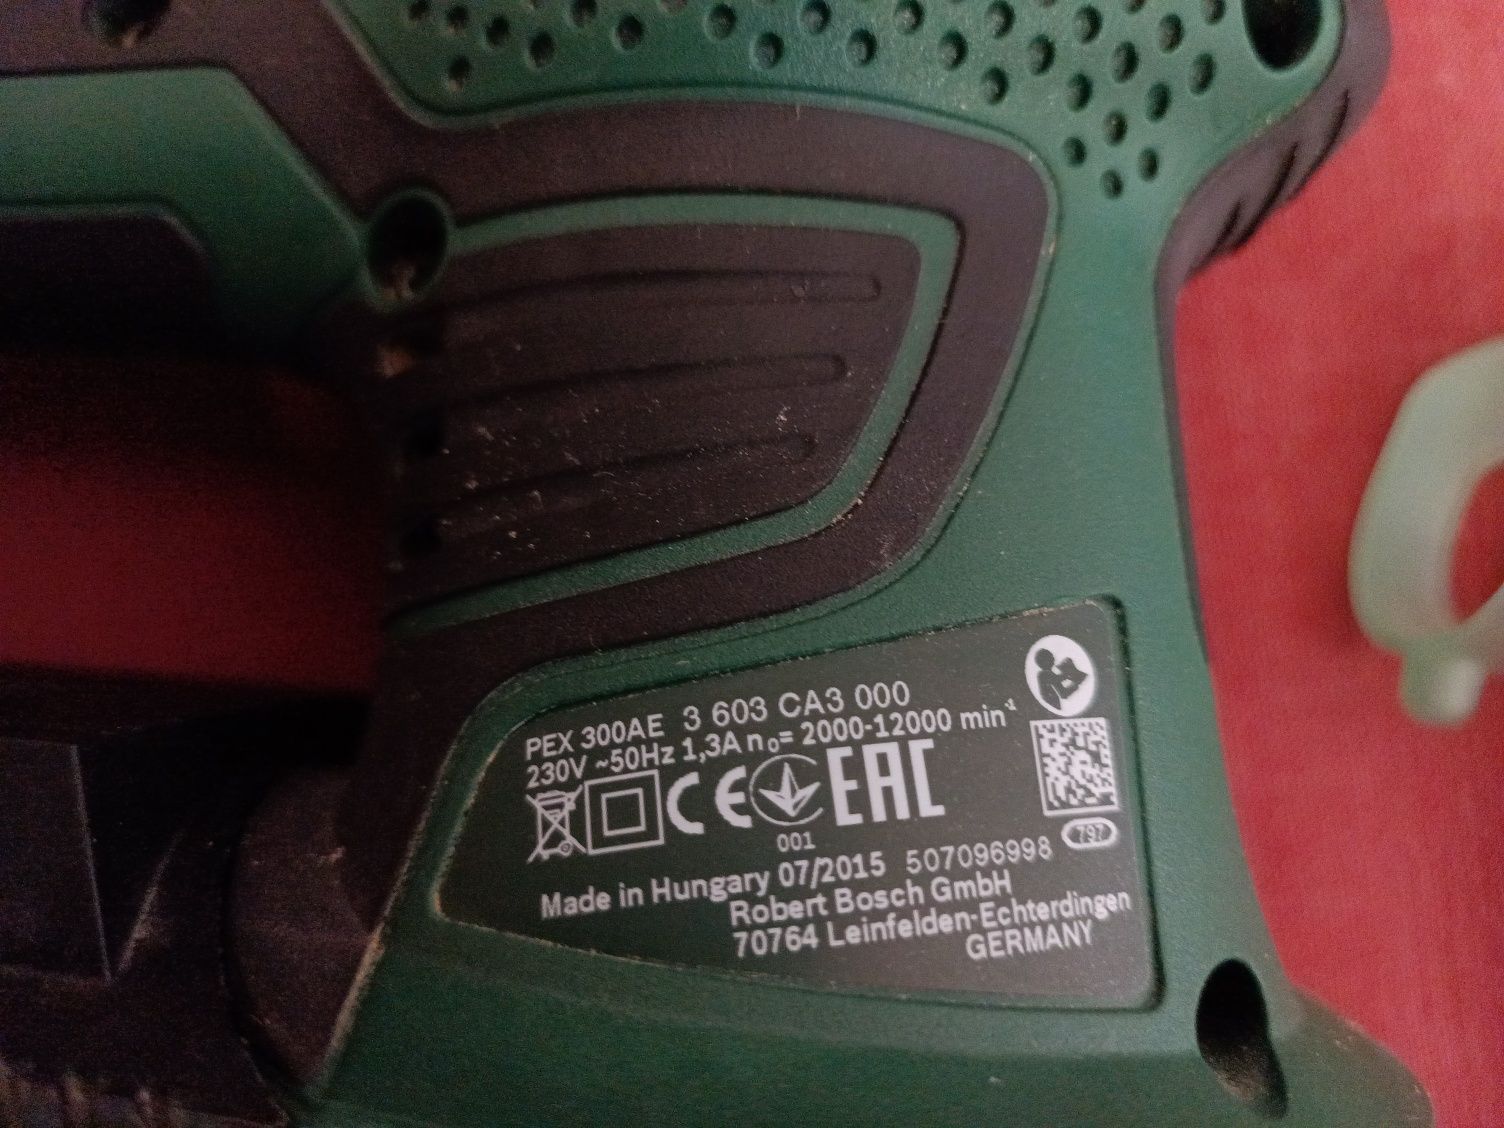 PEX 300AE 3 603 CA3 000
230V ~50Hz 1,3A n₀= 2000-12000 min⁻¹
CE EAC
001
797
Made in Hungary 07/2015 507096998
Robert Bosch GmbH
70764 Leinfelden-Echterdingen
GERMANY